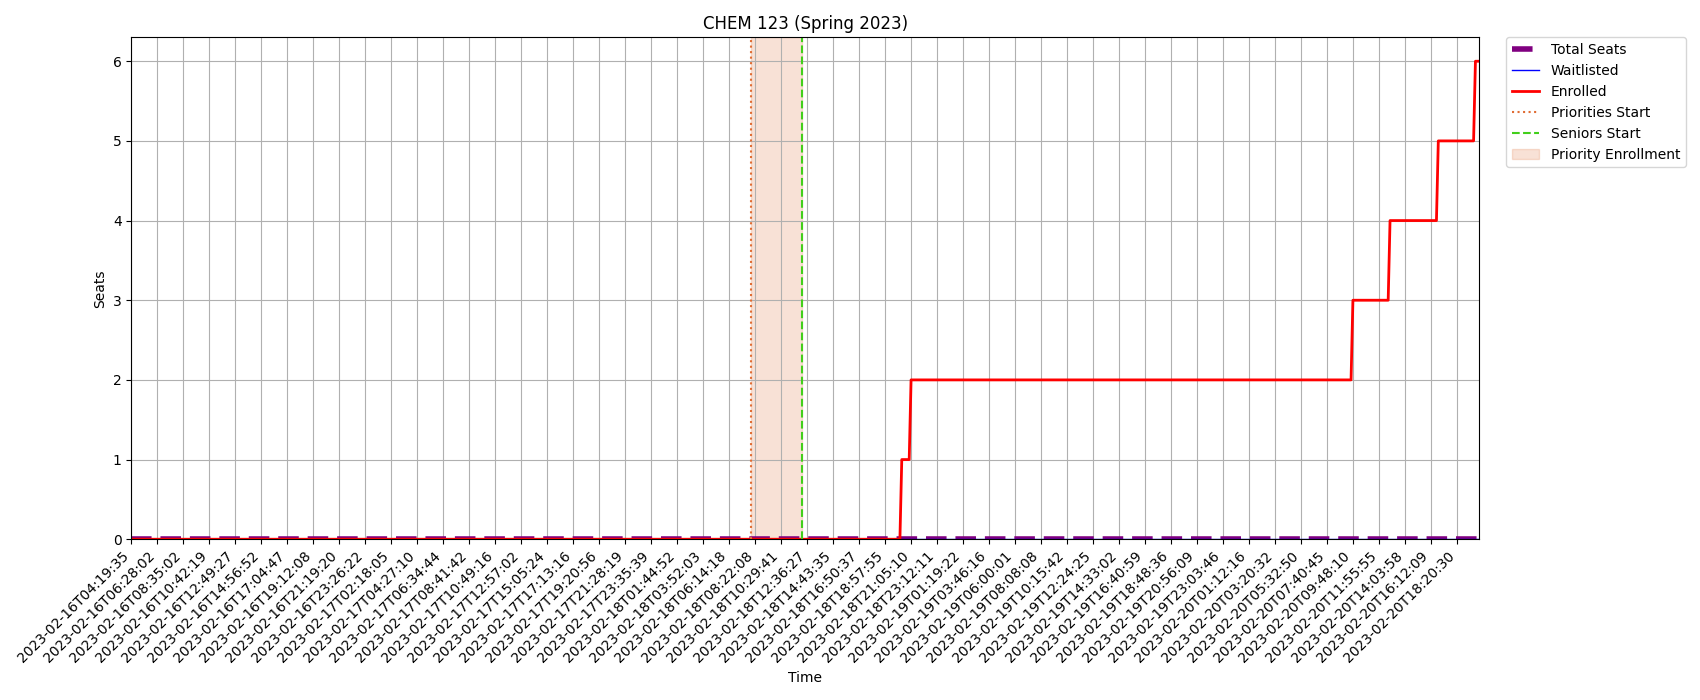 CHEM 123 (Spring 2023)
Total Seats
Waitlisted
Enrolled
Priorities Start
Seniors Start
Priority Enrollment
Seats
6
5
4
3
2
1
0
2023-02-16T04:19:35
2023-02-16T06:28:02
2023-02-16T08:35:02
2023-02-16T10:42:19
2023-02-16T12:49:27
2023-02-16T14:56:52
2023-02-16T17:04:47
2023-02-16T19:12:08
2023-02-16T21:19:20
2023-02-16T23:26:22
2023-02-17T02:18:05
2023-02-17T04:27:10
2023-02-17T06:34:44
2023-02-17T08:41:42
2023-02-17T10:49:16
2023-02-17T12:57:02
2023-02-17T15:05:24
2023-02-17T17:13:16
2023-02-17T19:20:56
2023-02-17T21:28:19
2023-02-17T23:35:39
2023-02-18T01:44:52
2023-02-18T03:52:03
2023-02-18T06:14:18
2023-02-18T08:22:08
2023-02-18T10:29:41
2023-02-18T12:36:27
2023-02-18T14:43:35
2023-02-18T16:50:37
2023-02-18T18:57:55
2023-02-18T21:05:10
2023-02-18T23:12:11
2023-02-19T01:19:22
2023-02-19T03:46:16
2023-02-19T06:00:01
2023-02-19T08:08:08
2023-02-19T10:15:42
2023-02-19T12:24:25
2023-02-19T14:33:02
2023-02-19T16:40:59
2023-02-19T18:48:36
2023-02-19T20:56:09
2023-02-19T23:03:46
2023-02-20T01:12:16
2023-02-20T03:20:32
2023-02-20T05:32:50
2023-02-20T07:40:45
2023-02-20T09:48:10
2023-02-20T11:55:55
2023-02-20T14:03:58
2023-02-20T16:12:09
2023-02-20T18:20:30
Time